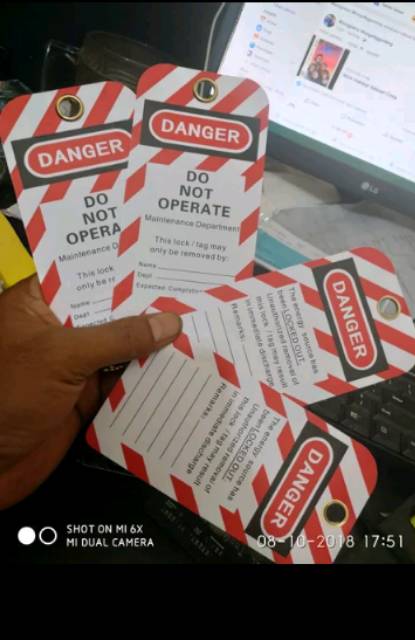 DANGER
DO
NOT
OPERA
Maintenance D
This lock
only be re
Name
Dept
DANGER
DO
NOT
OPERATE
Maintenance Department
This lock / tag may
only be removed by:
Name
Dept
Expected Completio
DANGER
The energy source has
been LOCKED OUT.
Unauthorized removal of
this lock / tag may result
in immediate discharge
Remarks:
DANGER
The energy source has
been LOCKED OUT.
Unauthorized removal of
this lock / tag may result of
in immediate discharge
Remarks:
LG
SHOT ON MI 6X
MI DUAL CAMERA
08-10-2018 17:51